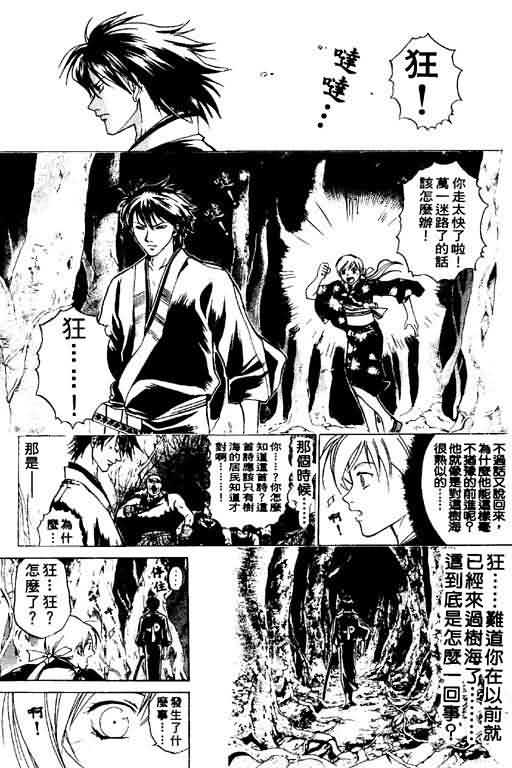 狂！
噠
噠…
你走太快了啦！
萬一迷路了的話
該怎麼辦！
狂……！
不過話又說回來，
為什麼他能這樣毫
不猶豫的前進呢？
他就像是對這樹海
很熟似的……
那個時候……
你……？你怎麼
知道這首詩？這
首詩應該只有樹
海的居民知道才
對啊……！
為什
麼…
那是
狂……難道你在以前就
已經來過樹海了……
這到底是怎麼一回事？
…
停住
狂…狂？
怎麼了？
發生了什
麼事…
啊！